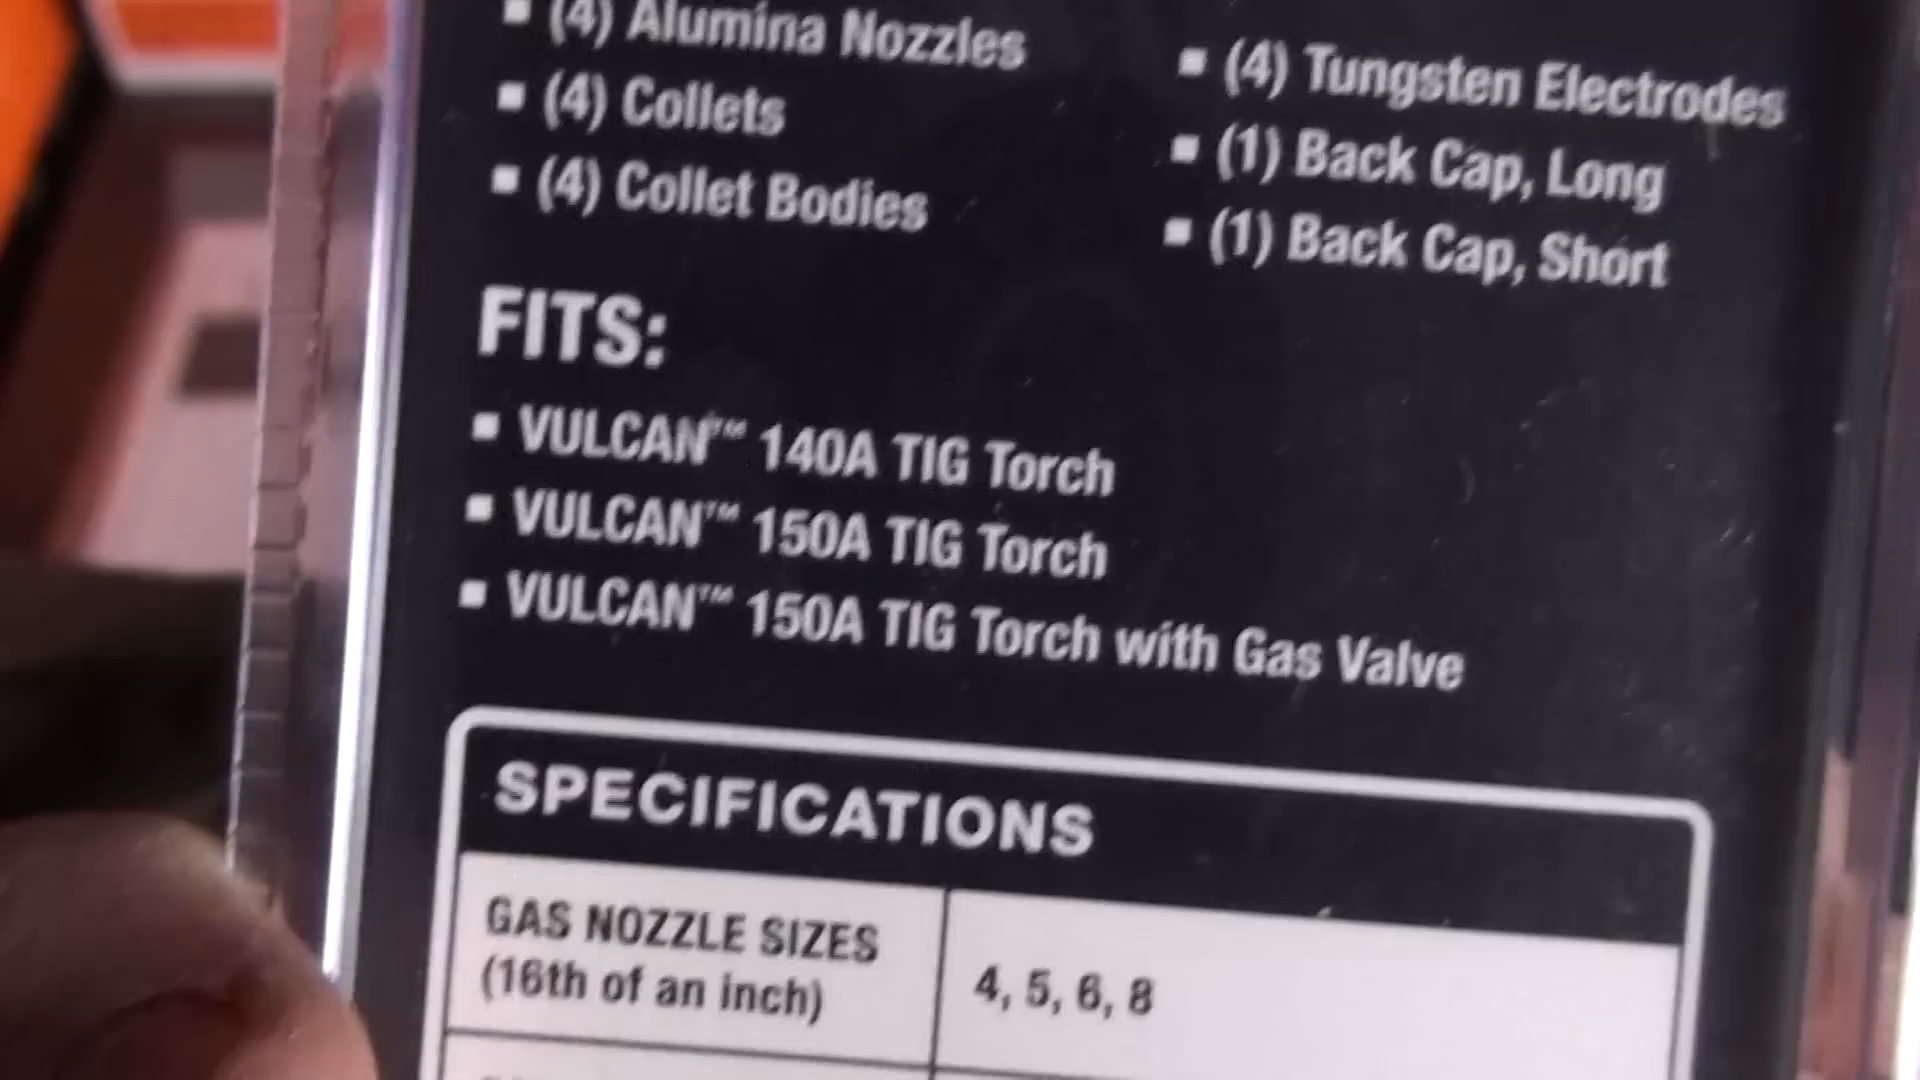 ▪ (4) Alumina Nozzles
▪ (4) Collets
▪ (4) Collet Bodies
▪ (4) Tungsten Electrodes
▪ (1) Back Cap, Long
▪ (1) Back Cap, Short
FITS:
▪ VULCAN™ 140A TIG Torch
▪ VULCAN™ 150A TIG Torch
▪ VULCAN™ 150A TIG Torch with Gas Valve
SPECIFICATIONS
GAS NOZZLE SIZES
(16th of an inch)
4, 5, 6, 8